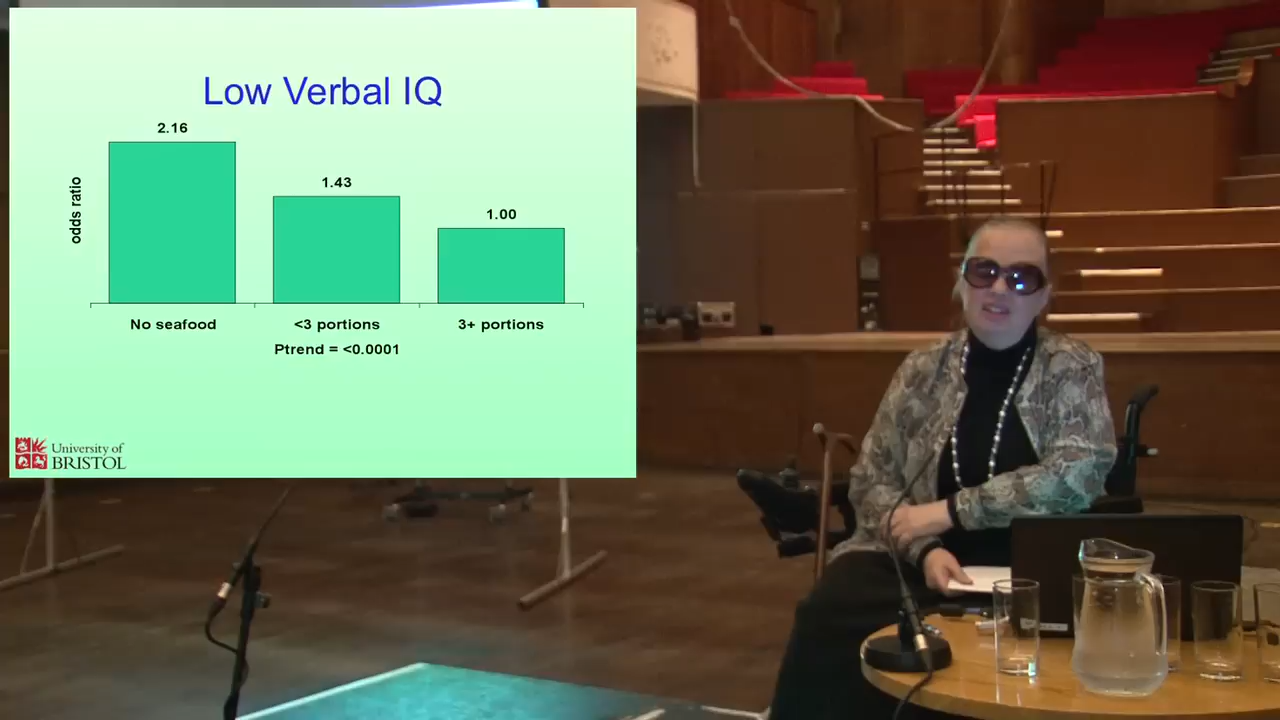 Low Verbal IQ
2.16
1.43
1.00
odds ratio
No seafood
<3 portions
3+ portions
Ptrend = <0.0001
University of
BRISTOL